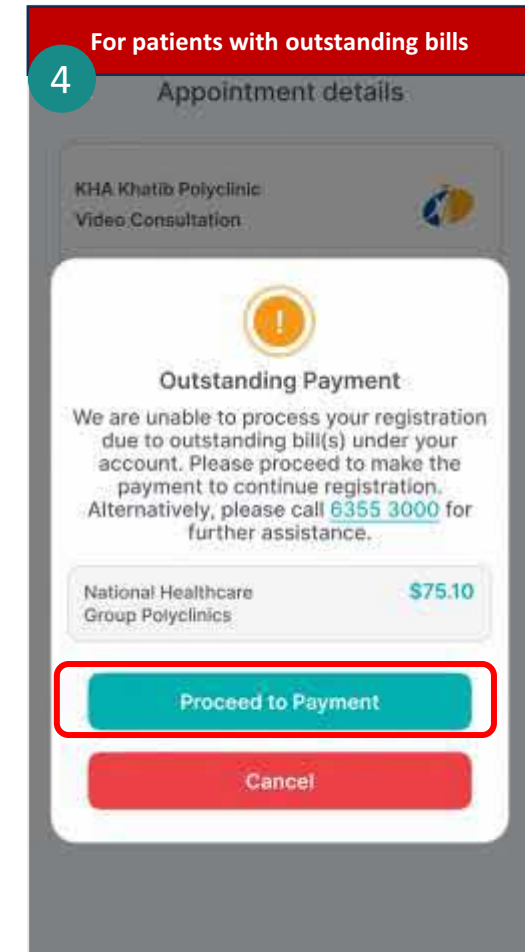 For patients with outstanding bills
4
Appointment details
KHA Khatib Polyclinic
Video Consultation
!
Outstanding Payment
We are unable to process your registration
due to outstanding bill(s) under your
account. Please proceed to make the
payment to continue registration.
Alternatively, please call 6355 3000 for
further assistance.
National Healthcare $75.10
Group Polyclinics
Proceed to Payment
Cancel